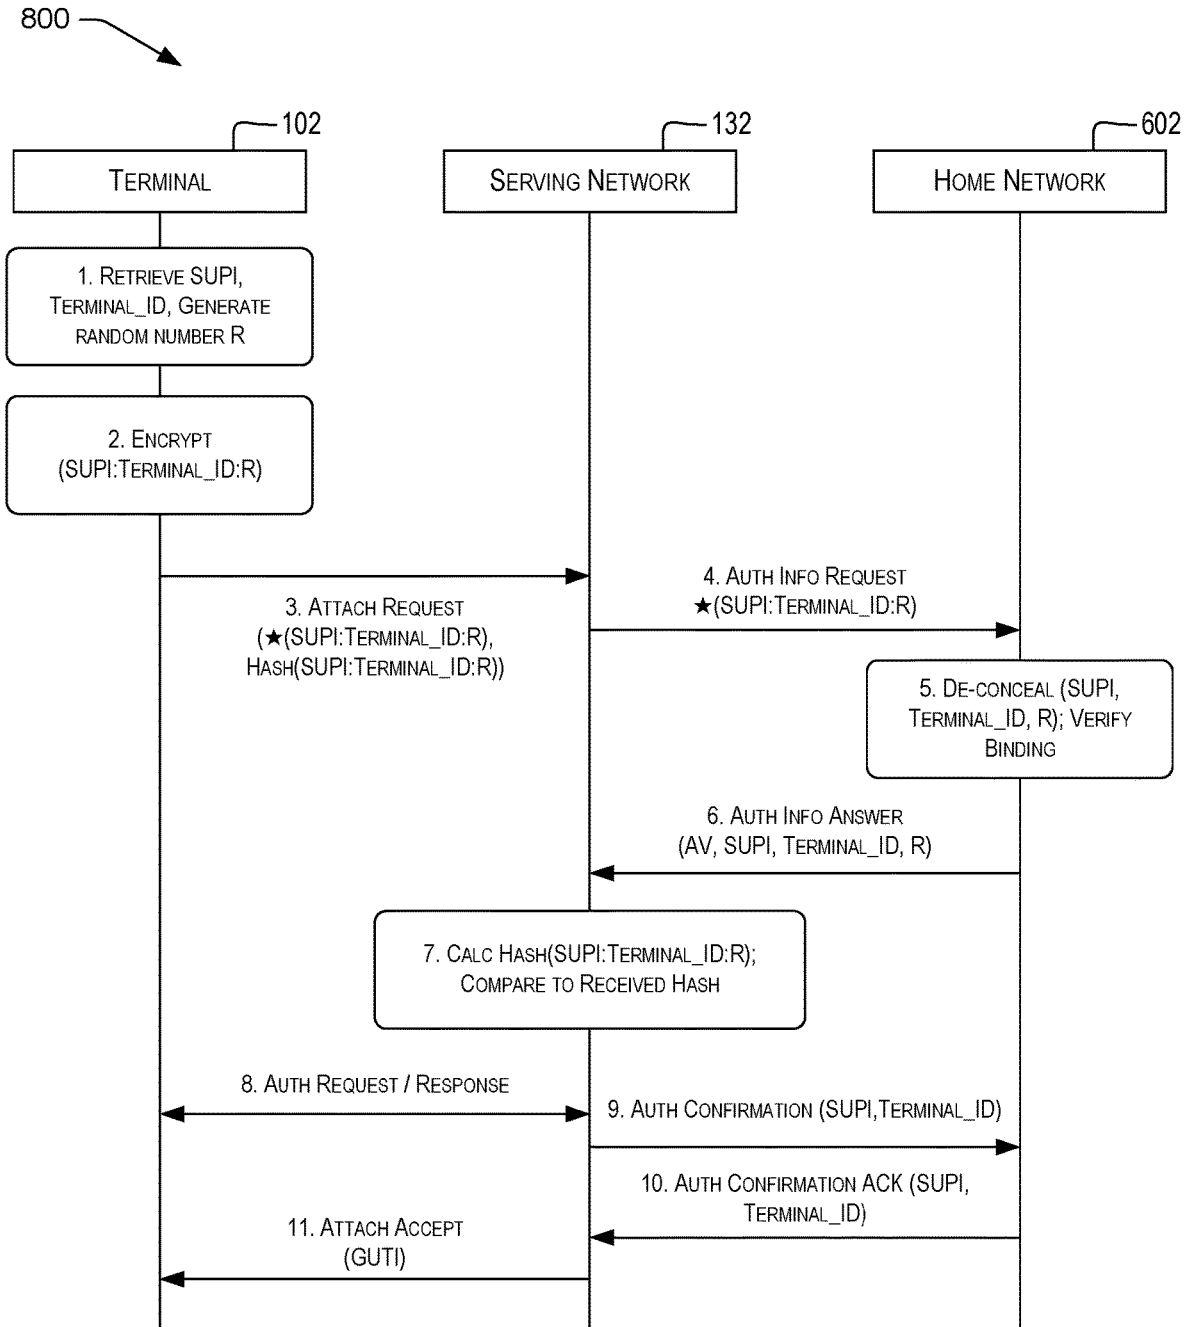 800
102
132
602
Terminal
Serving Network
Home Network
1. Retrieve SUPI,
Terminal_ID, Generate
random number R
2. Encrypt
(SUPI:Terminal_ID:R)
3. Attach Request
(★(SUPI:Terminal_ID:R),
Hash(SUPI:Terminal_ID:R))
4. Auth Info Request
★(SUPI:Terminal_ID:R)
5. De-conceal (SUPI,
Terminal_ID, R); Verify
Binding
6. Auth Info Answer
(AV, SUPI, Terminal_ID, R)
7. Calc Hash(SUPI:Terminal_ID:R);
Compare to Received Hash
8. Auth Request / Response
9. Auth Confirmation (SUPI,Terminal_ID)
10. Auth Confirmation ACK (SUPI,
Terminal_ID)
11. Attach Accept
(GUTI)